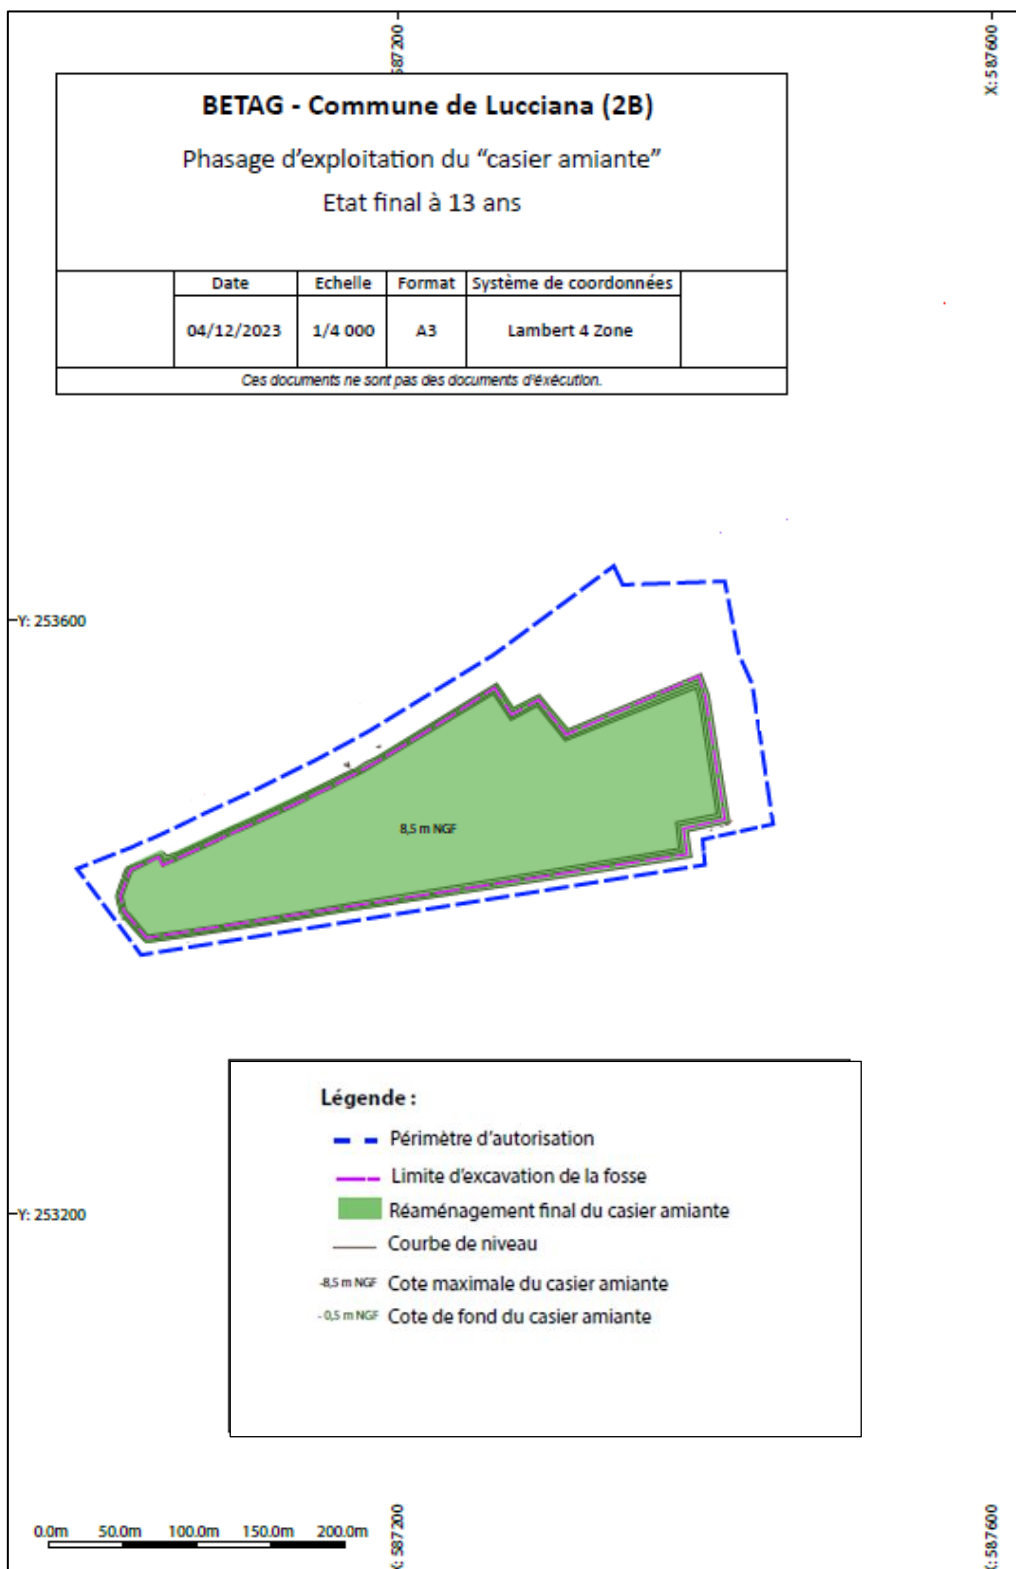 X: 587200
X: 587600
BETAG - Commune de Lucciana (2B)
Phasage d'exploitation du "casier amiante"
Etat final à 13 ans
Date Echelle Format Système de coordonnées
04/12/2023 1/4 000 A3 Lambert 4 Zone
Ces documents ne sont pas des documents d'éxécution.
Y: 253600
8,5 m NGF
Légende :
Périmètre d'autorisation
Limite d'excavation de la fosse
Réaménagement final du casier amiante
Y: 253200
Courbe de niveau
-8,5 m NGF Cote maximale du casier amiante
- 0,5 m NGF Cote de fond du casier amiante
0.0m 50.0m 100.0m 150.0m 200.0m
X: 587200
X: 587600